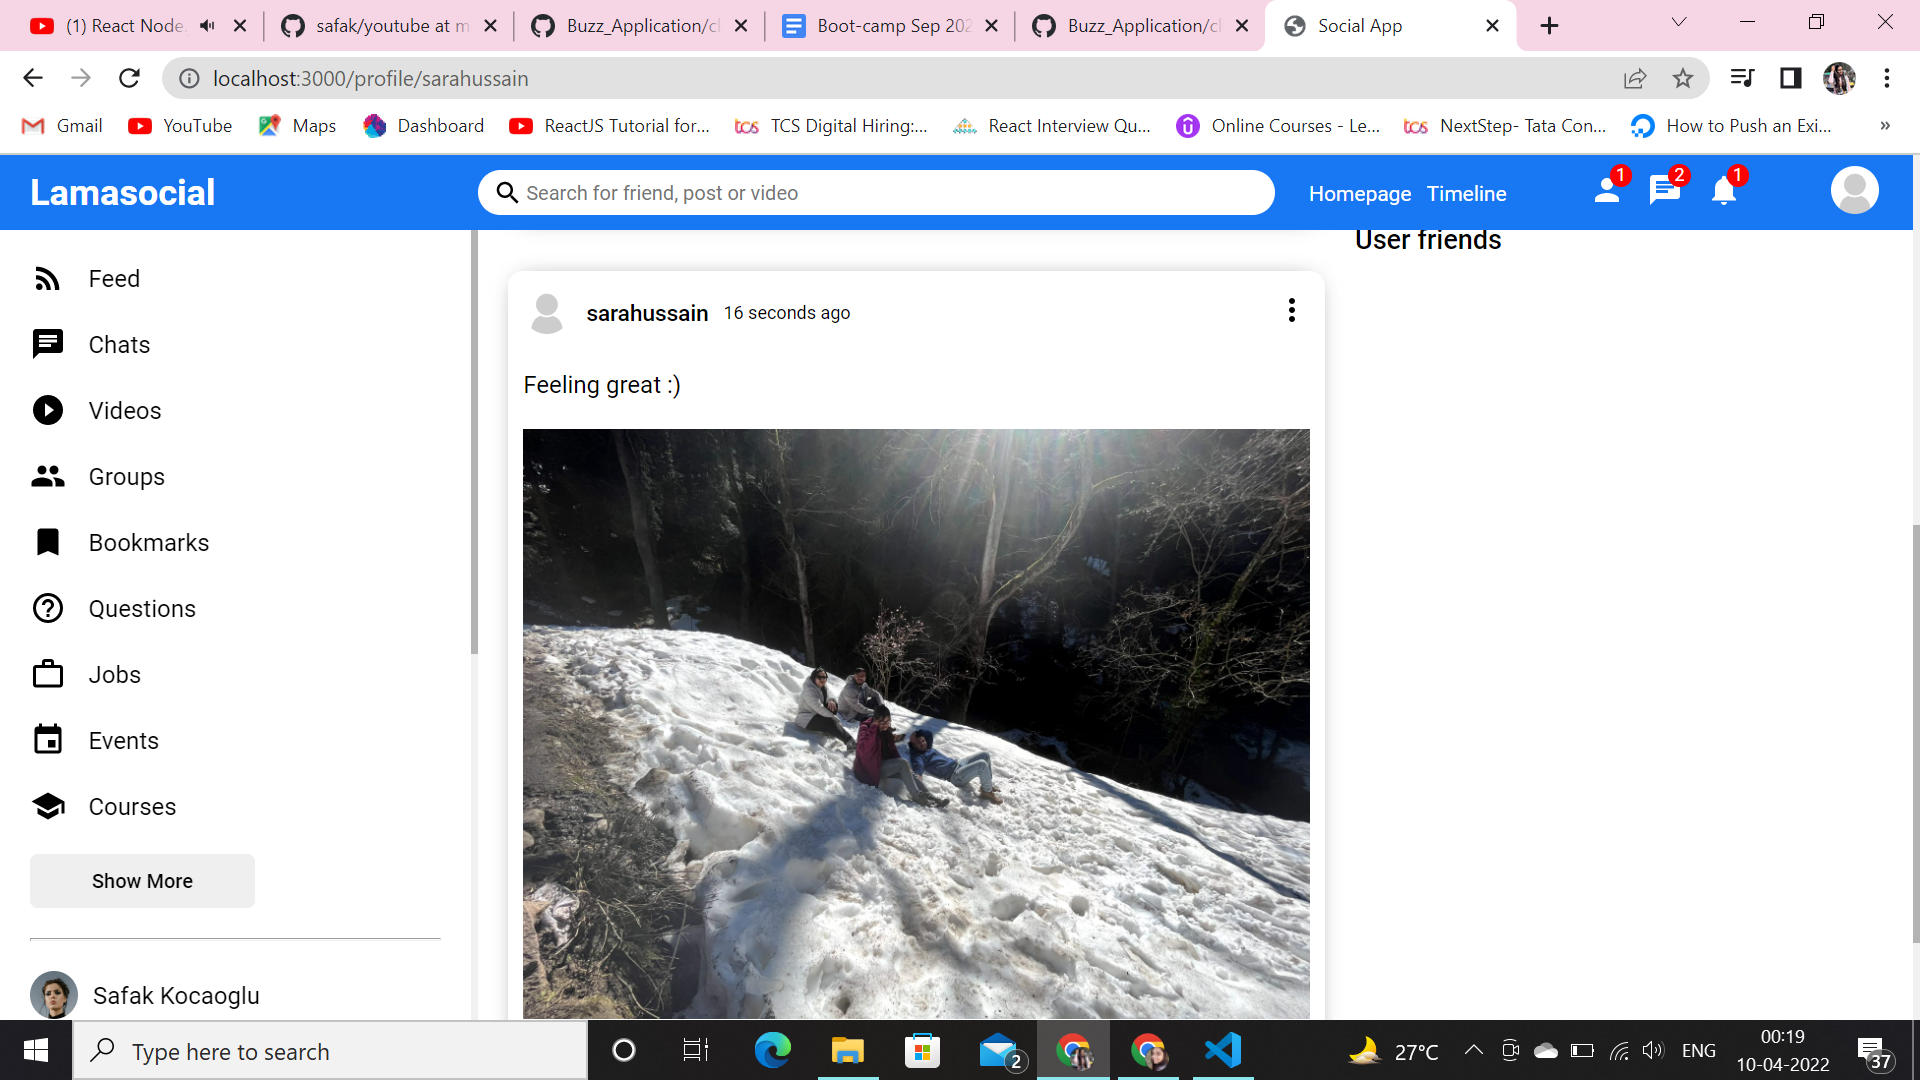 (1) React Node.
safak/youtube at m
Buzz_Application/cl
Boot-camp Sep 202
Buzz_Application/cl
Social App
localhost:3000/profile/sarahussain
Gmail
YouTube
Maps
Dashboard
ReactJS Tutorial for...
tcs TCS Digital Hiring:...
React Interview Qu...
Online Courses - Le...
tcs NextStep- Tata Con...
How to Push an Exi...
»
Lamasocial
Search for friend, post or video
Homepage Timeline
1
2
1
User friends
Feed
Chats
Videos
Groups
Bookmarks
Questions
Jobs
Events
Courses
Show More
Safak Kocaoglu
sarahussain 16 seconds ago
Feeling great :)
Type here to search
2
27°C
ENG
00:19
10-04-2022
37